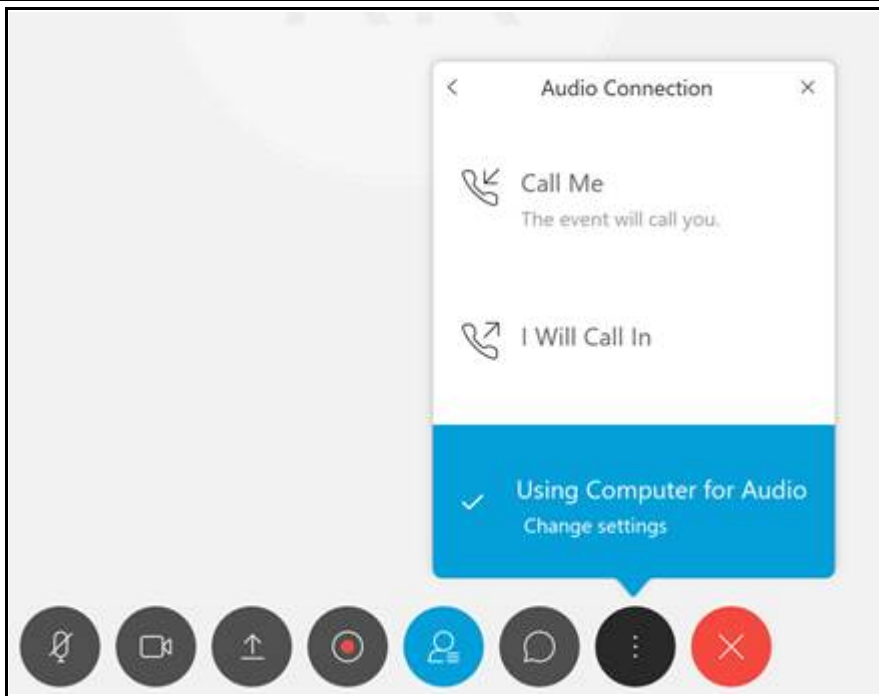 Audio Connection
Call Me
The event will call you.
I Will Call In
Using Computer for Audio
Change settings